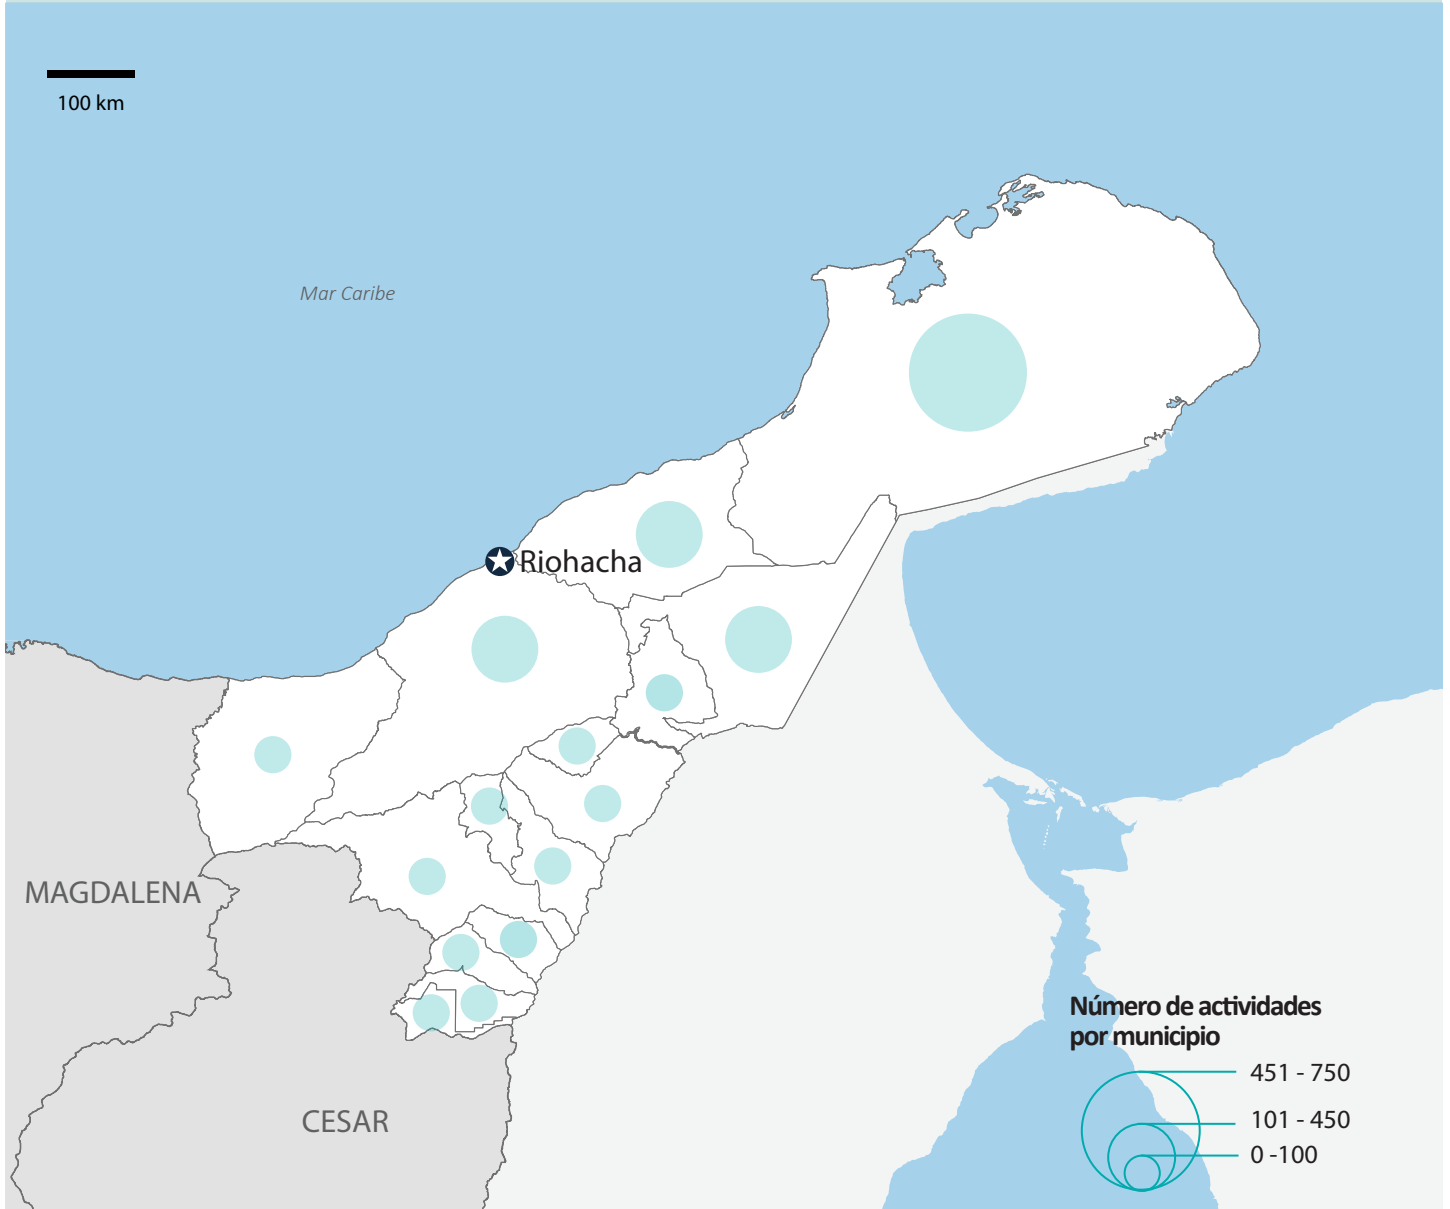 100 km
Mar Caribe
Riohacha
MAGDALENA
CESAR
Número de actividades
por municipio
451 - 750
101 - 450
0 -100